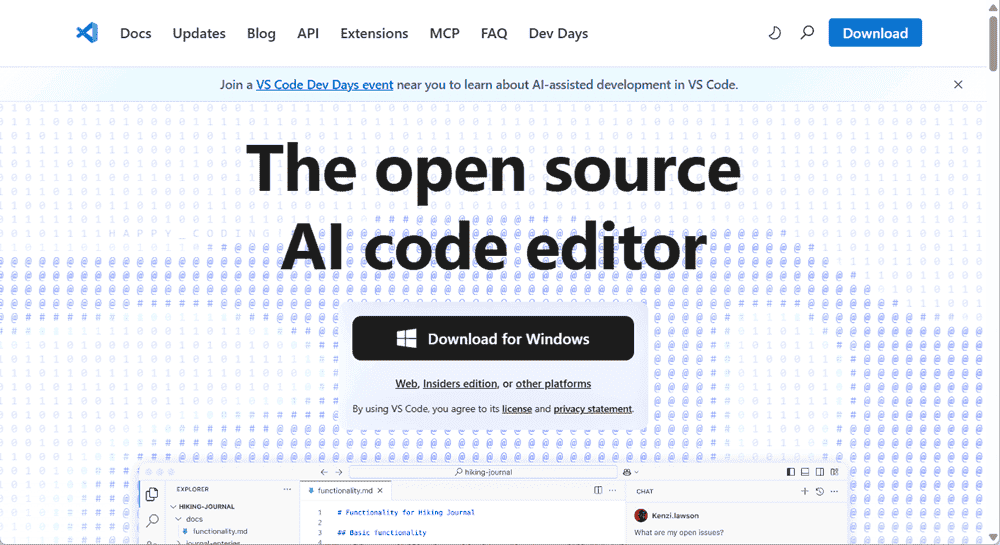 Docs Updates Blog API Extensions MCP FAQ Dev Days Download
Join a VS Code Dev Days event near you to learn about AI-assisted development in VS Code.
The open source
AI code editor
Download for Windows
Web, Insiders edition, or other platforms
By using VS Code, you agree to its license and privacy statement.
hiking-journal
EXPLORER
HIKING-JOURNAL
docs
functionality.md
functionality.md
1 # Functionality for Hiking Journal
2
3 ## Basic functionality
CHAT
Kenzi.lawson
What are my open issues?